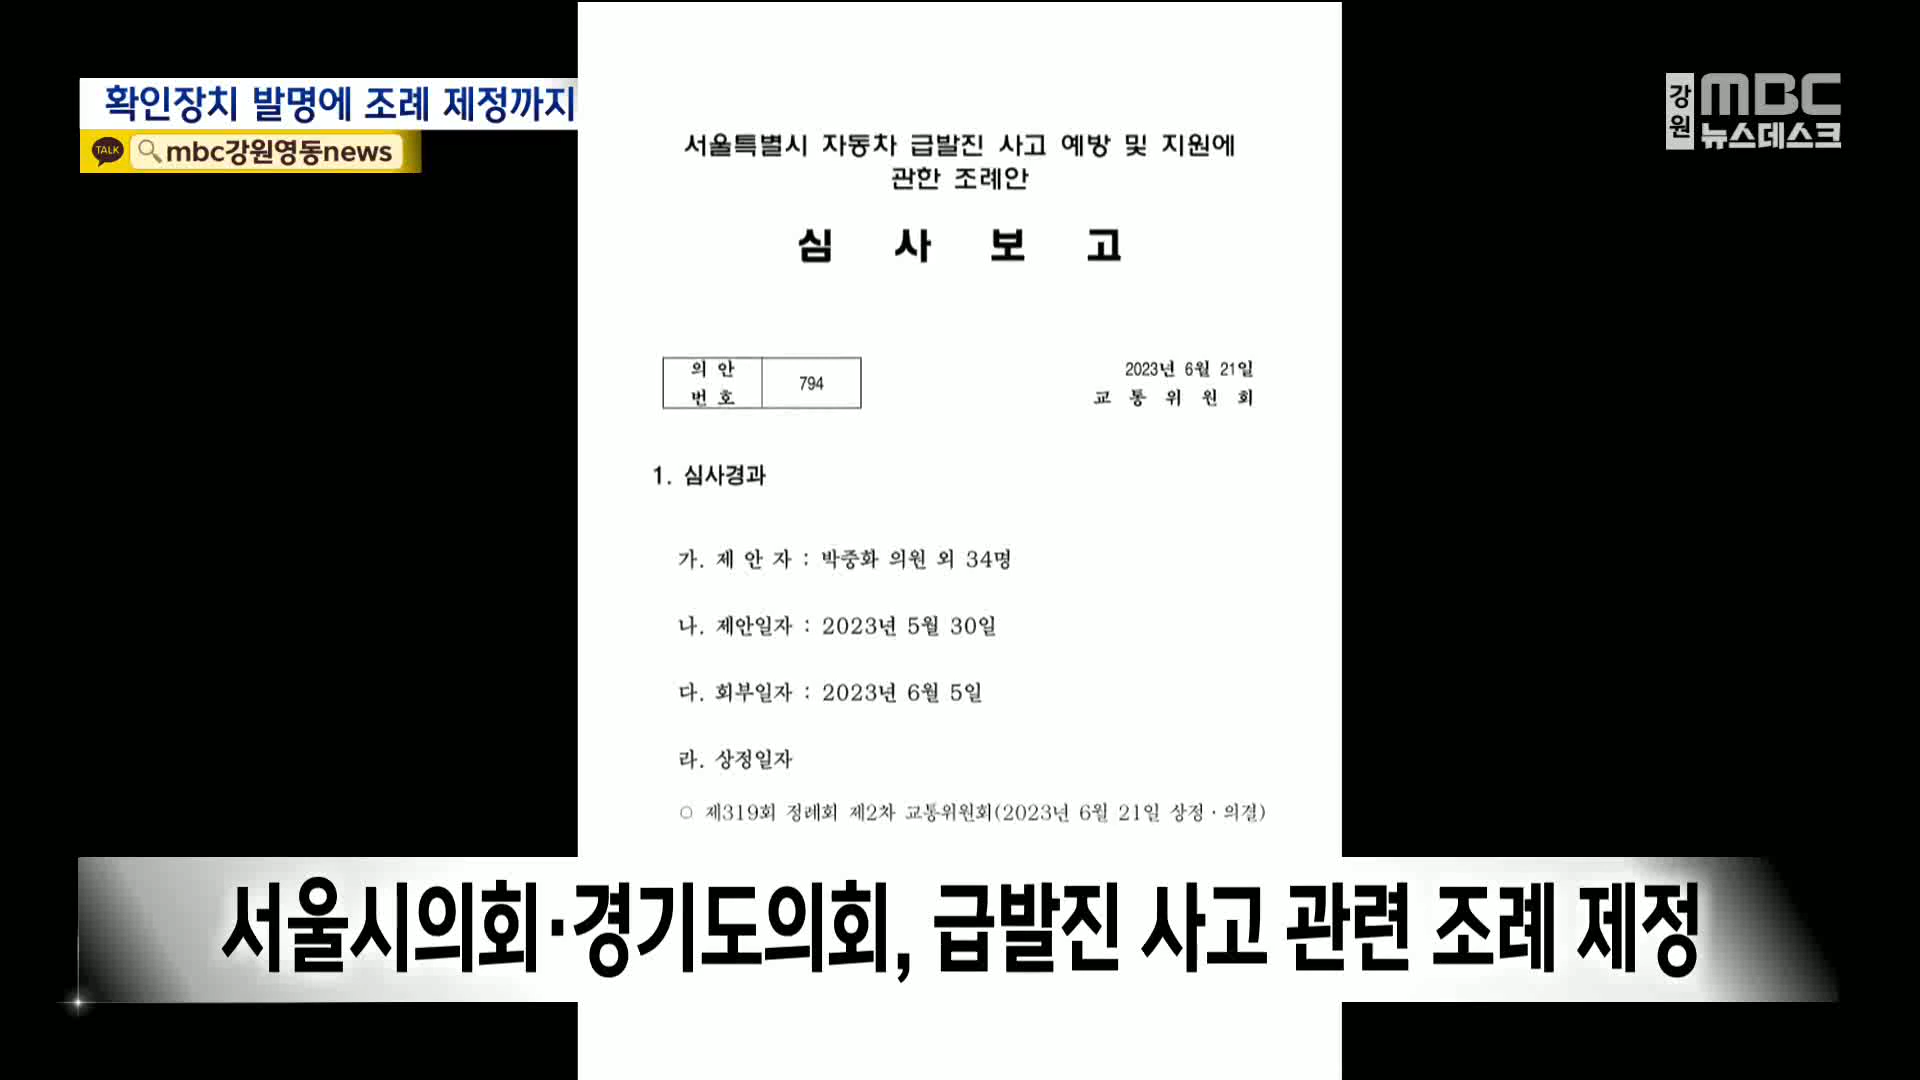 확인장치 발명에 조례 제정까지
TALK mbc강원영동news
강원 MBC 뉴스데스크
서울특별시 자동차 급발진 사고 예방 및 지원에
관한 조례안
심 사 보 고
의 안
번 호
794
2023년 6월 21일
교 통 위 원 회
1. 심사경과
가. 제 안 자 : 박중화 의원 외 34명
나. 제안일자 : 2023년 5월 30일
다. 회부일자 : 2023년 6월 5일
라. 상정일자
○ 제319회 정례회 제2차 교통위원회(2023년 6월 21일 상정·의결)
서울시의회·경기도의회, 급발진 사고 관련 조례 제정